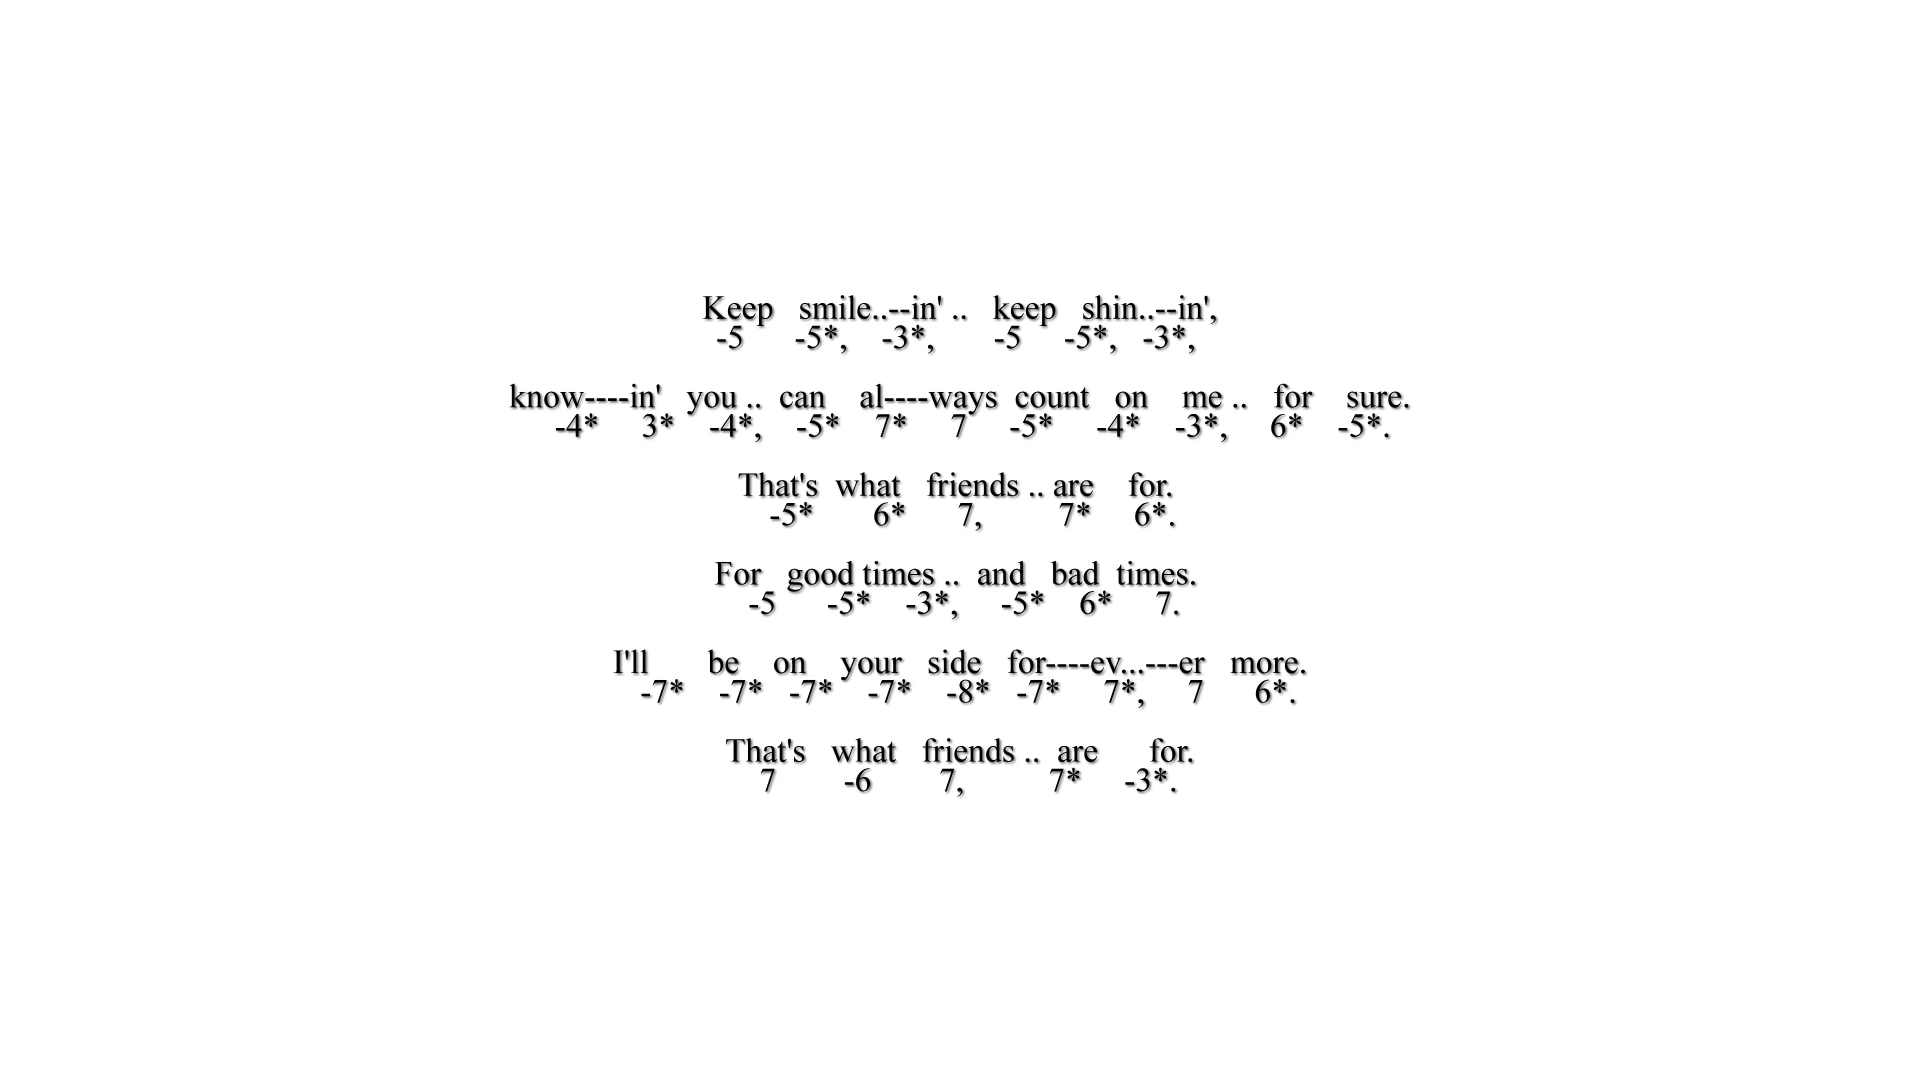 Keep smile..--in' .. keep shin..--in',
-5 -5*, -3*, -5 -5*, -3*,
know----in' you .. can al----ways count on me .. for sure.
-4* 3* -4*, -5* 7* 7 -5* -4* -3*, 6* -5*.
That's what friends .. are for.
-5* 6* 7, 7* 6*.
For good times .. and bad times.
-5 -5* -3*, -5* 6* 7.
I'll be on your side for----ev...---er more.
-7* -7* -7* -7* -8* -7* 7*, 7 6*.
That's what friends .. are for.
7 -6 7, 7* -3*.